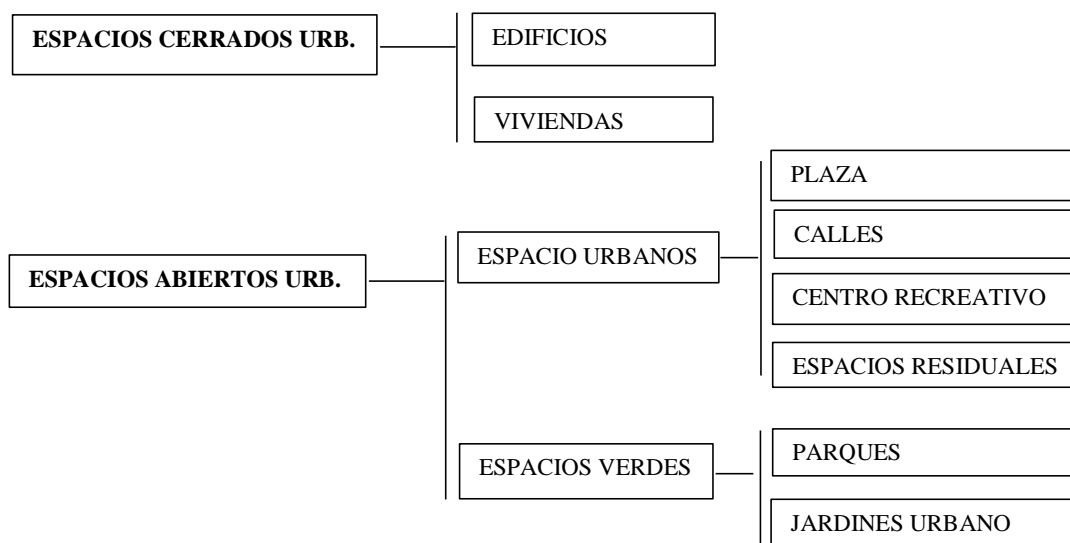 ESPACIOS CERRADOS URB.
EDIFICIOS
VIVIENDAS
ESPACIOS ABIERTOS URB.
ESPACIO URBANOS
PLAZA
CALLES
CENTRO RECREATIVO
ESPACIOS RESIDUALES
ESPACIOS VERDES
PARQUES
JARDINES URBANO